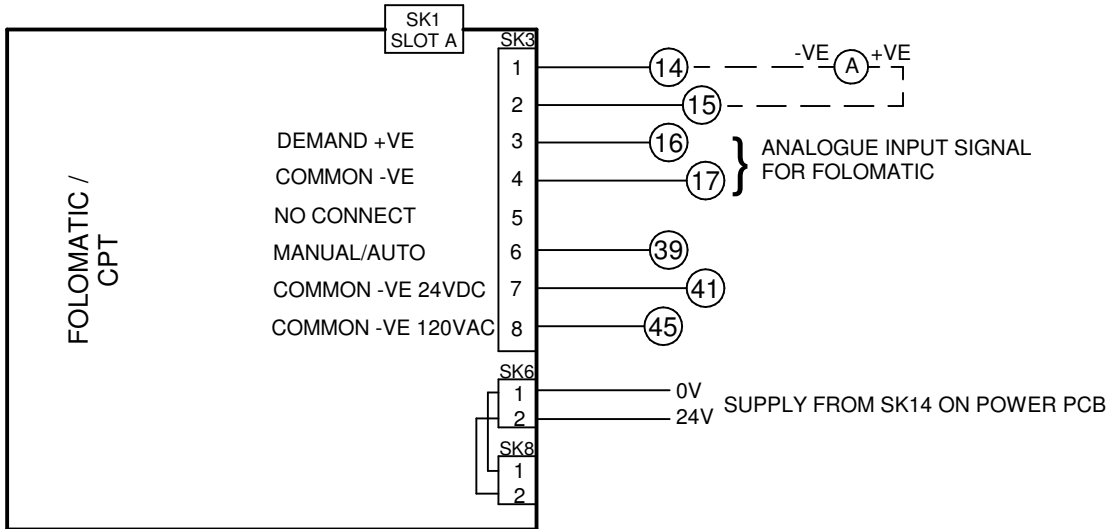 SK1
SLOT A
SK3
1 14 -VE A +VE
2 15
DEMAND +VE 3 16
COMMON -VE 4 17
ANALOGUE INPUT SIGNAL
FOR FOLOMATIC
NO CONNECT 5
MANUAL/AUTO 6 39
COMMON -VE 24VDC 7 41
COMMON -VE 120VAC 8 45
FOLOMATIC /
CPT
SK6
1 0V
2 24V
SUPPLY FROM SK14 ON POWER PCB
SK8
1
2